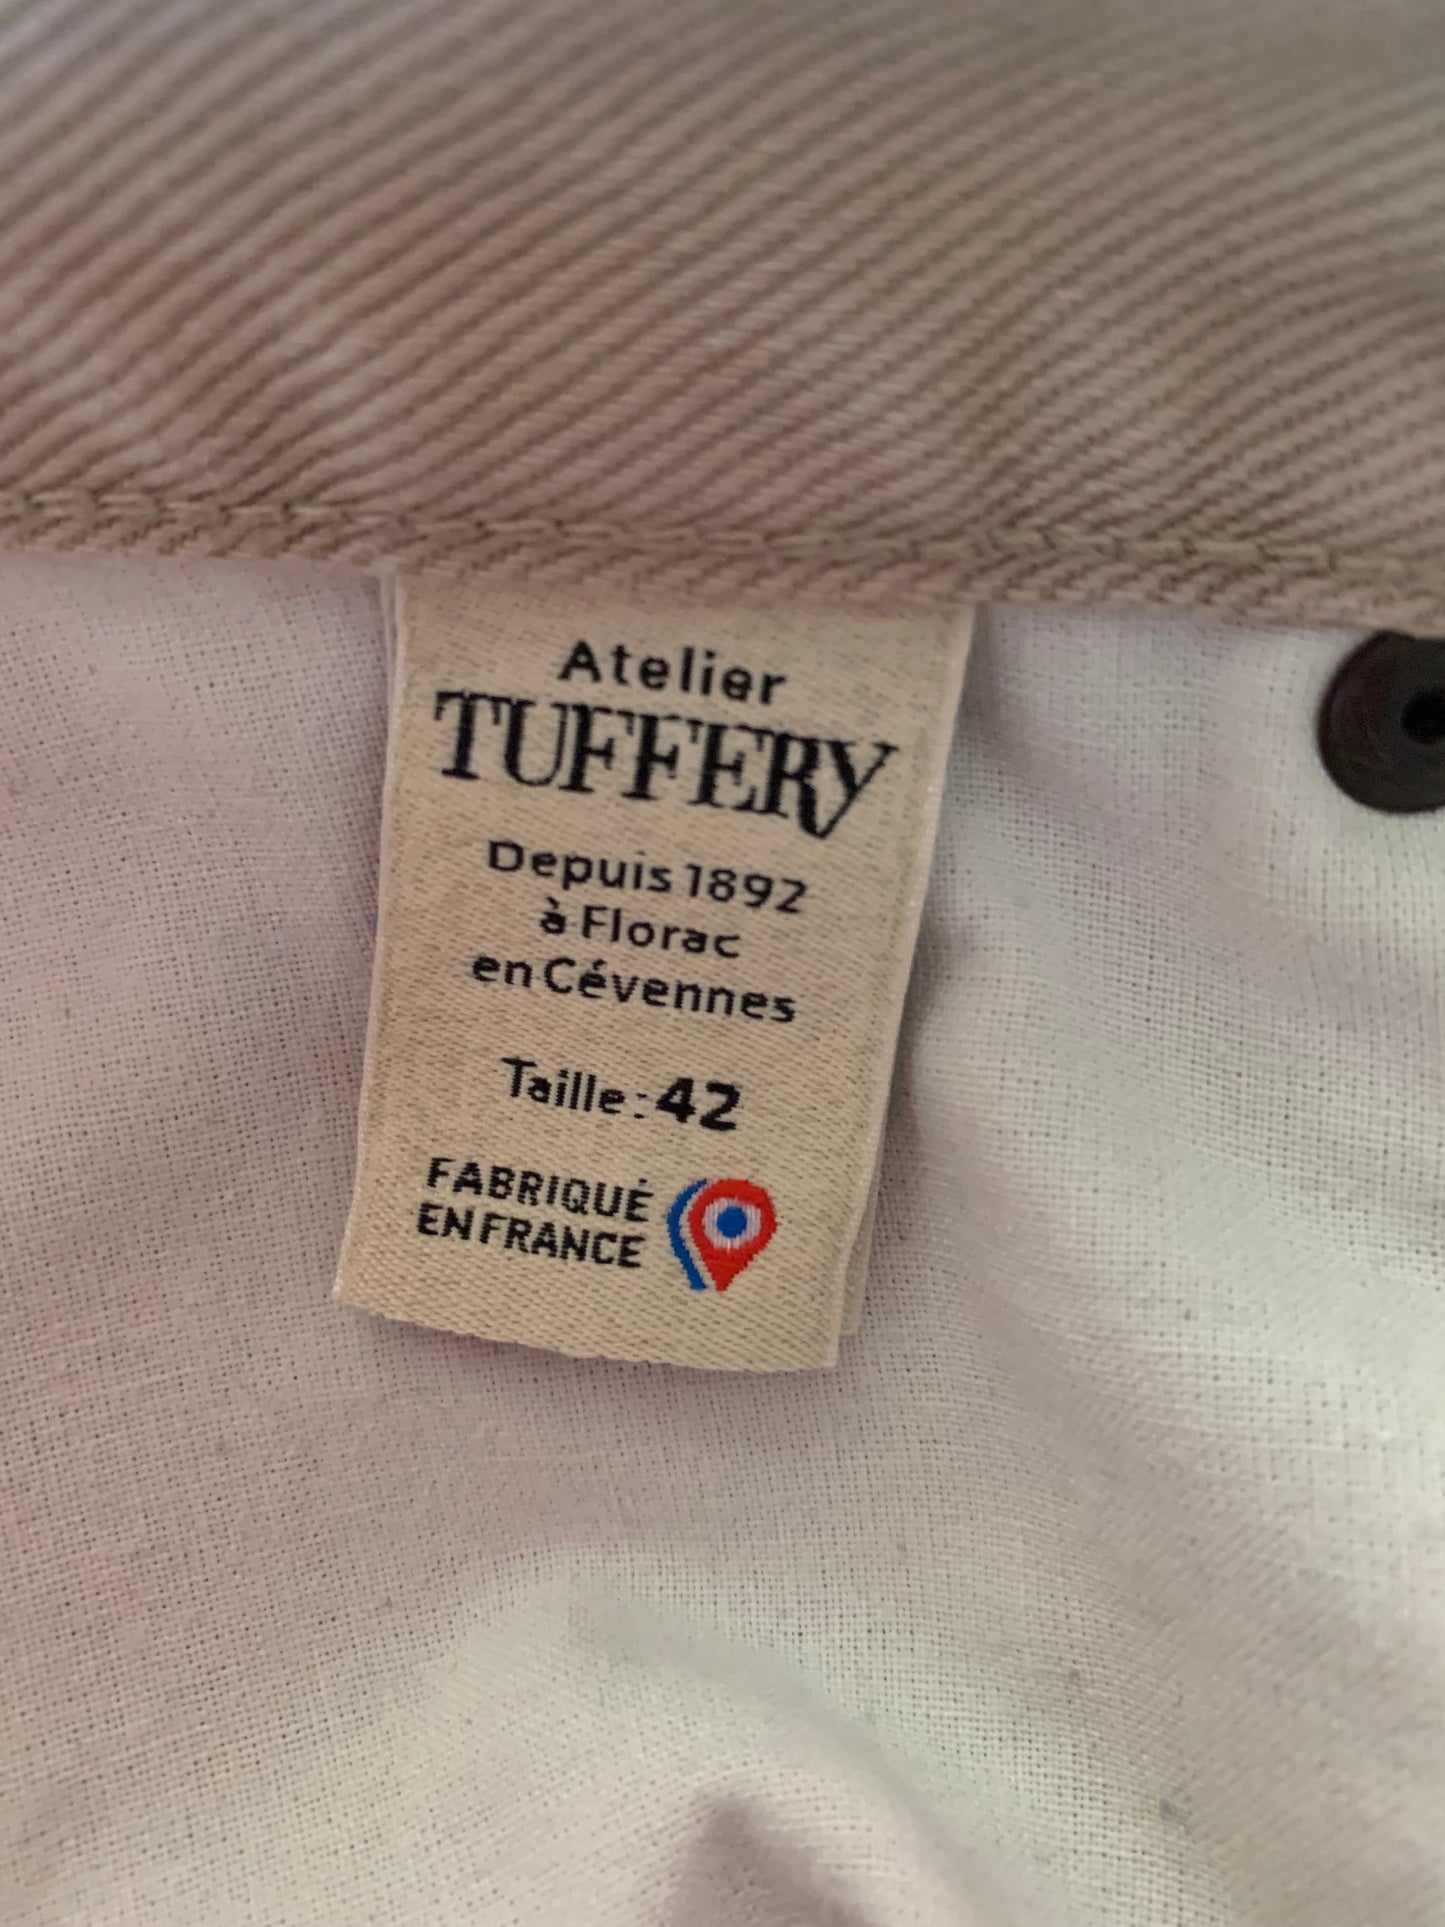 Atelier
TUFFERY
Depuis 1892
à Florac
en Cévennes
Taille : 42
FABRIQUÉ
EN FRANCE